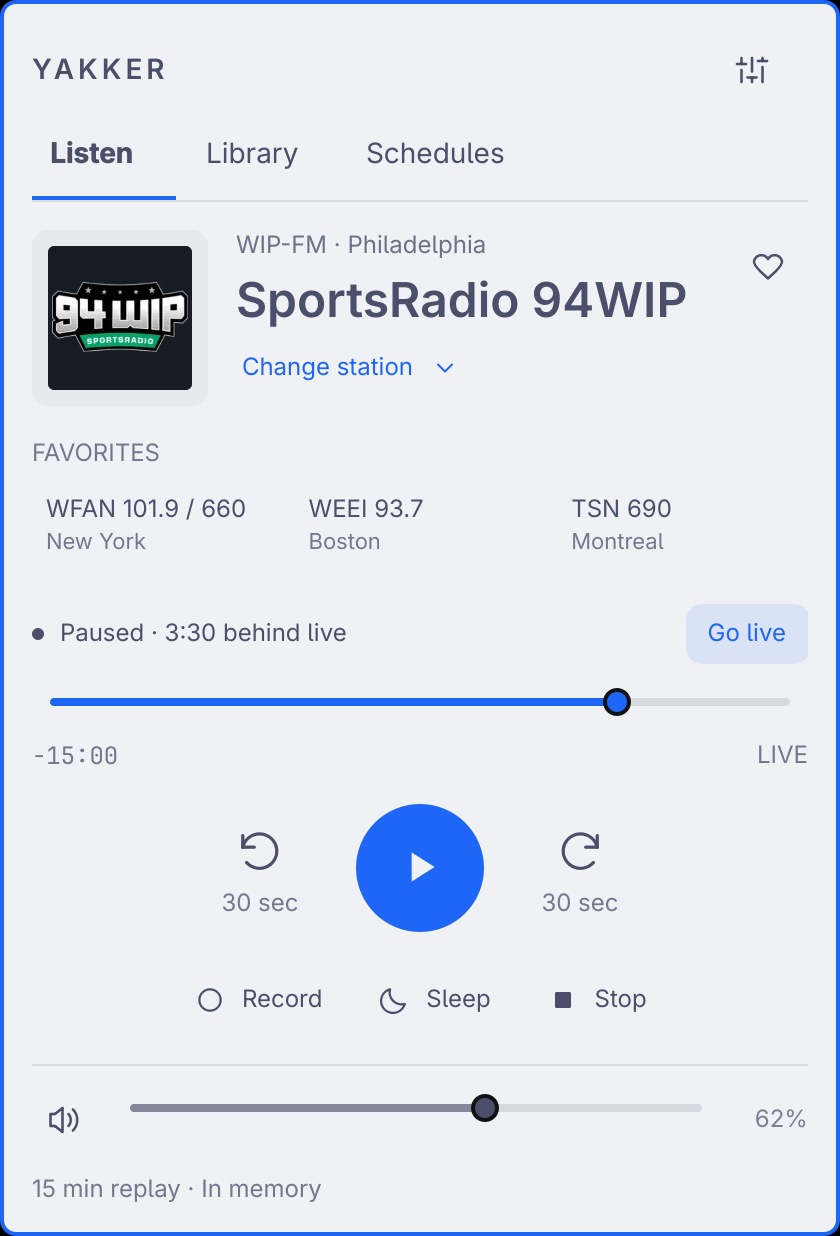 YAKKER
Listen Library Schedules
WIP-FM · Philadelphia
SportsRadio 94WIP
Change station
94 WIP
SPORTSRADIO
FAVORITES
WFAN 101.9 / 660 WEEI 93.7 TSN 690
New York Boston Montreal
Paused · 3:30 behind live Go live
-15:00 LIVE
30 sec 30 sec
Record Sleep Stop
62%
15 min replay · In memory